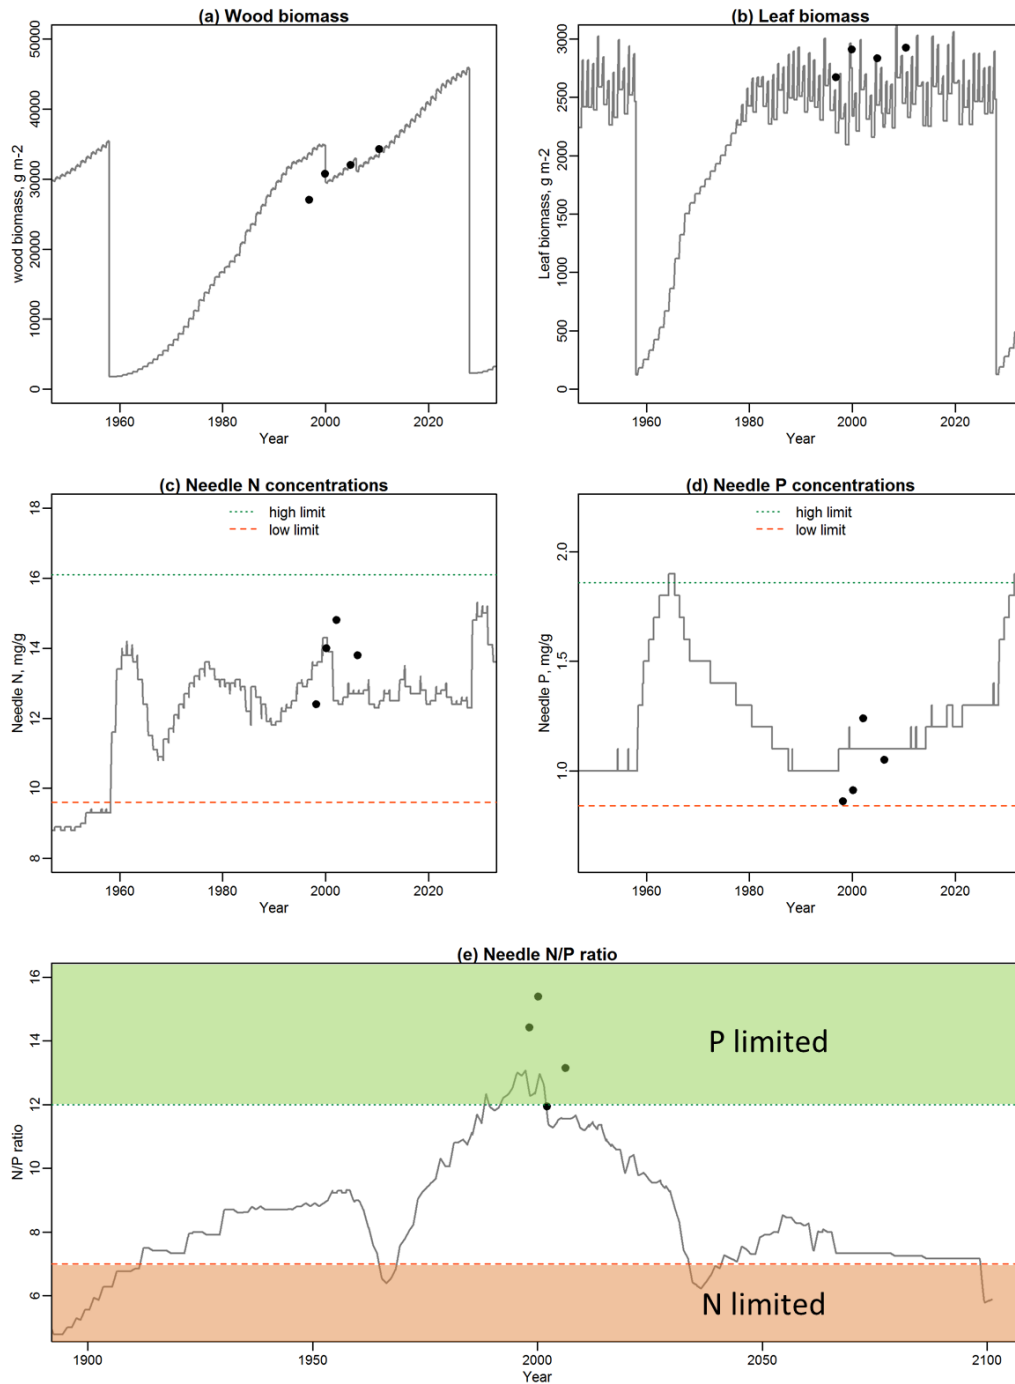 (a) Wood biomass
wood biomass, g m-2
0 10000 20000 30000 40000 50000
1960 1980 2000 2020
Year
(b) Leaf biomass
Leaf biomass, g m-2
0 500 1000 1500 2000 2500 3000
1960 1980 2000 2020
Year
(c) Needle N concentrations
high limit
low limit
Needle N, mg/g
8 10 12 14 16 18
1960 1980 2000 2020
Year
(d) Needle P concentrations
high limit
low limit
Needle P, mg/g
1.0 1.5 2.0
1960 1980 2000 2020
Year
(e) Needle N/P ratio
P limited
N limited
N/P ratio
6 8 10 12 14 16
1900 1950 2000 2050 2100
Year